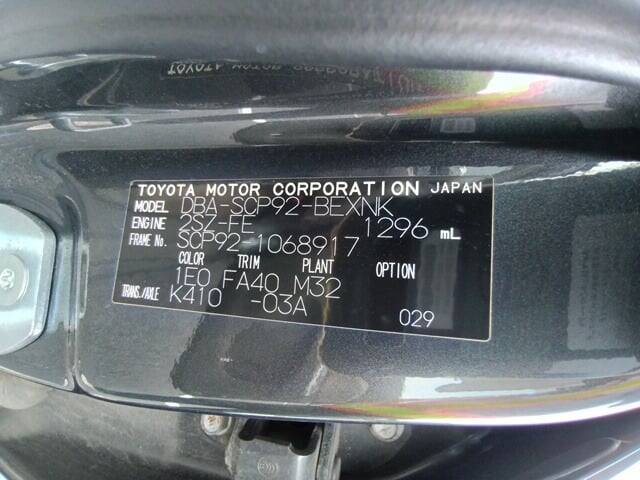 TOYOTA MOTOR CORPORATION JAPAN
MODEL DBA-SCP92-BEXNK
ENGINE 2SZ-FE 1296 mL
FRAME No. SCP92-1068917
COLOR TRIM PLANT OPTION
1E0 FA40 M32
TRANS./AXLE K410 -03A
029